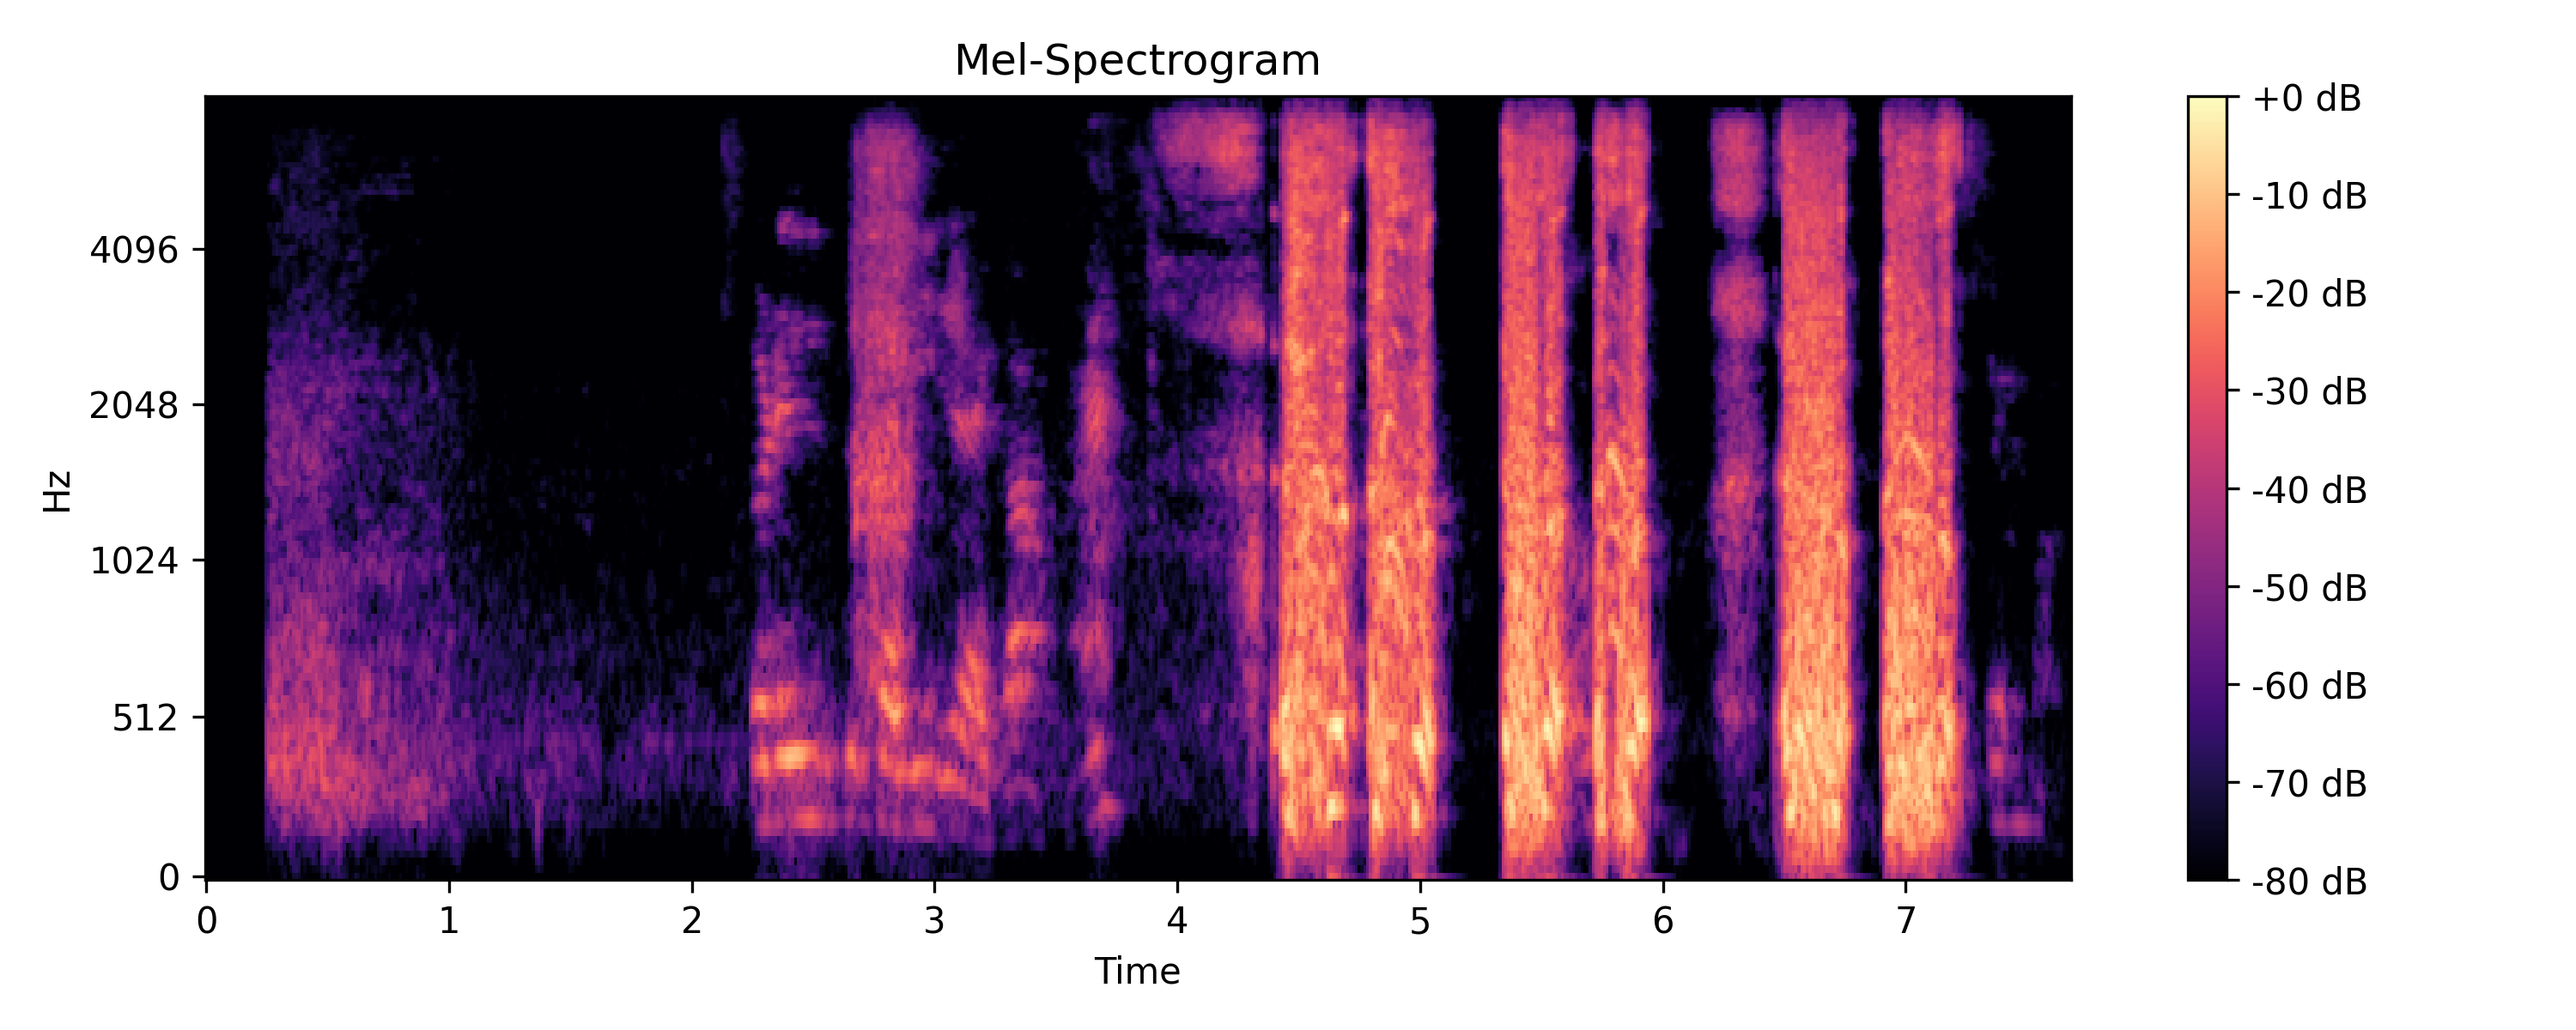 Mel-Spectrogram
+0 dB
-10 dB
-20 dB
-30 dB
-40 dB
-50 dB
-60 dB
-70 dB
-80 dB
4096
2048
1024
512
0
Hz
0 1 2 3 4 5 6 7
Time